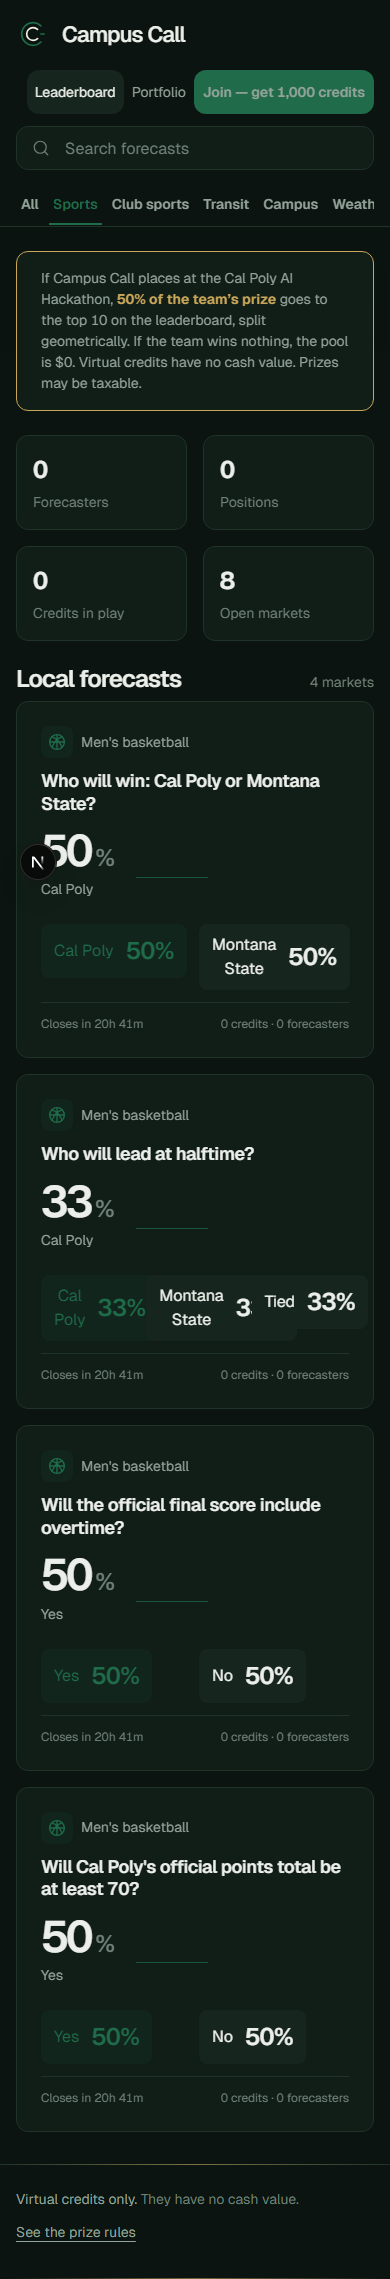 Campus Call
Leaderboard
Portfolio
Join — get 1,000 credits
Search forecasts
All Sports Club sports Transit Campus Weath
If Campus Call places at the Cal Poly AI
Hackathon, 50% of the team's prize goes to
the top 10 on the leaderboard, split
geometrically. If the team wins nothing, the pool
is $0. Virtual credits have no cash value. Prizes
may be taxable.
0
Forecasters
0
Positions
0
Credits in play
8
Open markets
Local forecasts
4 markets
Men's basketball
Who will win: Cal Poly or Montana
State?
50%
Cal Poly
Cal Poly 50%
Montana
State
50%
Closes in 20h 41m
0 credits · 0 forecasters
Men's basketball
Who will lead at halftime?
33%
Cal Poly
Cal
Poly
33%
Montana
State
3
Tied 33%
Closes in 20h 41m
0 credits · 0 forecasters
Men's basketball
Will the official final score include
overtime?
50%
Yes
Yes 50%
No 50%
Closes in 20h 41m
0 credits · 0 forecasters
Men's basketball
Will Cal Poly's official points total be
at least 70?
50%
Yes
Yes 50%
No 50%
Closes in 20h 41m
0 credits · 0 forecasters
Virtual credits only. They have no cash value.
See the prize rules